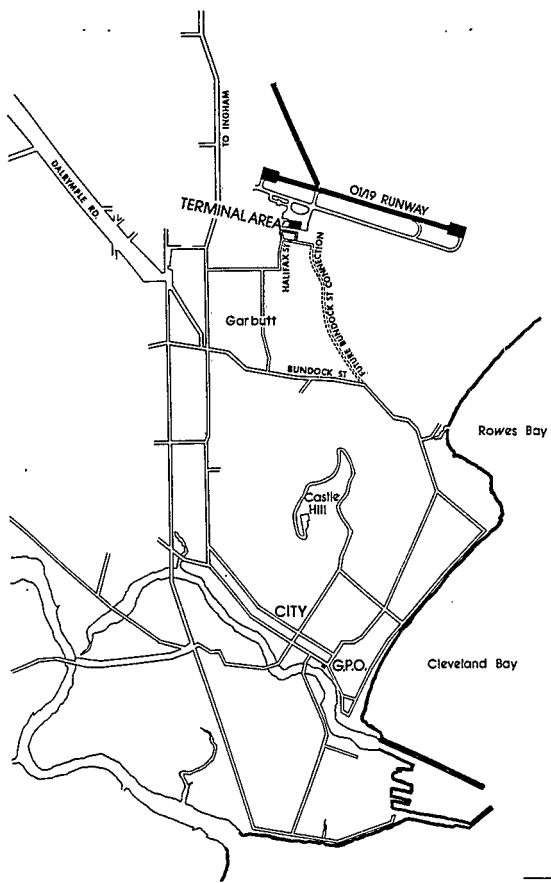 TO INGHAM
DALRYMPLE RD.
01/19 RUNWAY
TERMINAL AREA
HALIFAX ST
FUTURE BUNDOCK ST CONNECTION
Garbutt
BUNDOCK ST
Rowes Bay
Castle
Hill
CITY
G.P.O.
Cleveland Bay